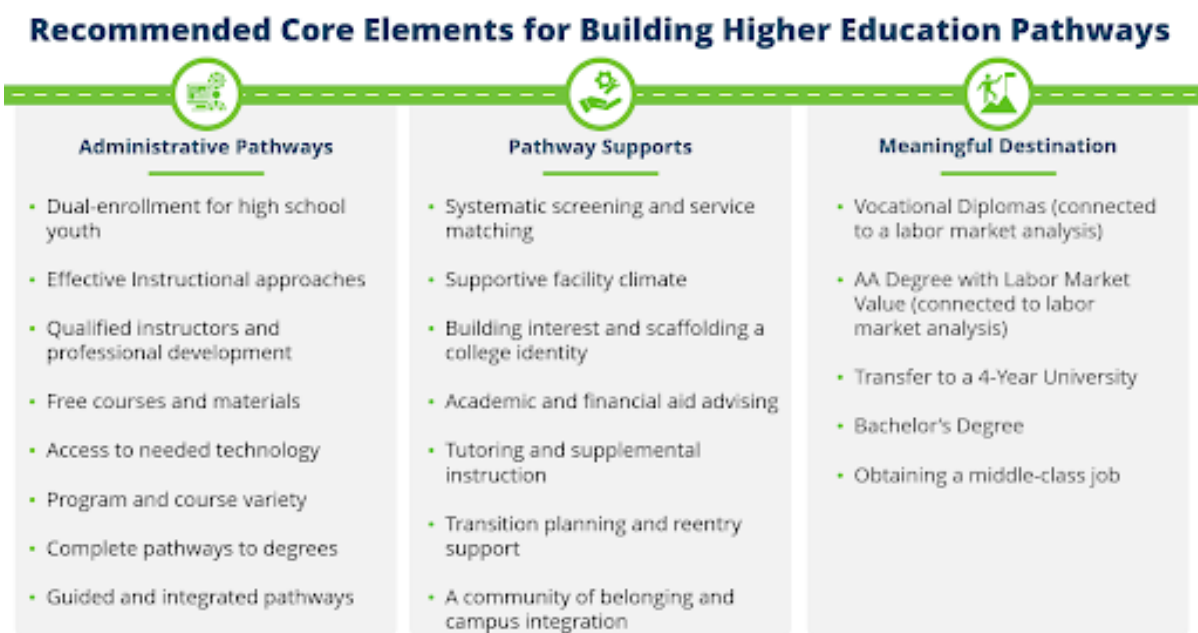 Recommended Core Elements for Building Higher Education Pathways
Administrative Pathways
• Dual-enrollment for high school
youth
• Effective Instructional approaches
• Qualified instructors and
professional development
• Free courses and materials
• Access to needed technology
• Program and course variety
• Complete pathways to degrees
• Guided and integrated pathways
Pathway Supports
• Systematic screening and service
matching
• Supportive facility climate
• Building interest and scaffolding a
college identity
• Academic and financial aid advising
• Tutoring and supplemental
instruction
• Transition planning and reentry
support
• A community of belonging and
campus integration
Meaningful Destination
• Vocational Diplomas (connected
to a labor market analysis)
• AA Degree with Labor Market
Value (connected to labor
market analysis)
• Transfer to a 4-Year University
• Bachelor's Degree
• Obtaining a middle-class job